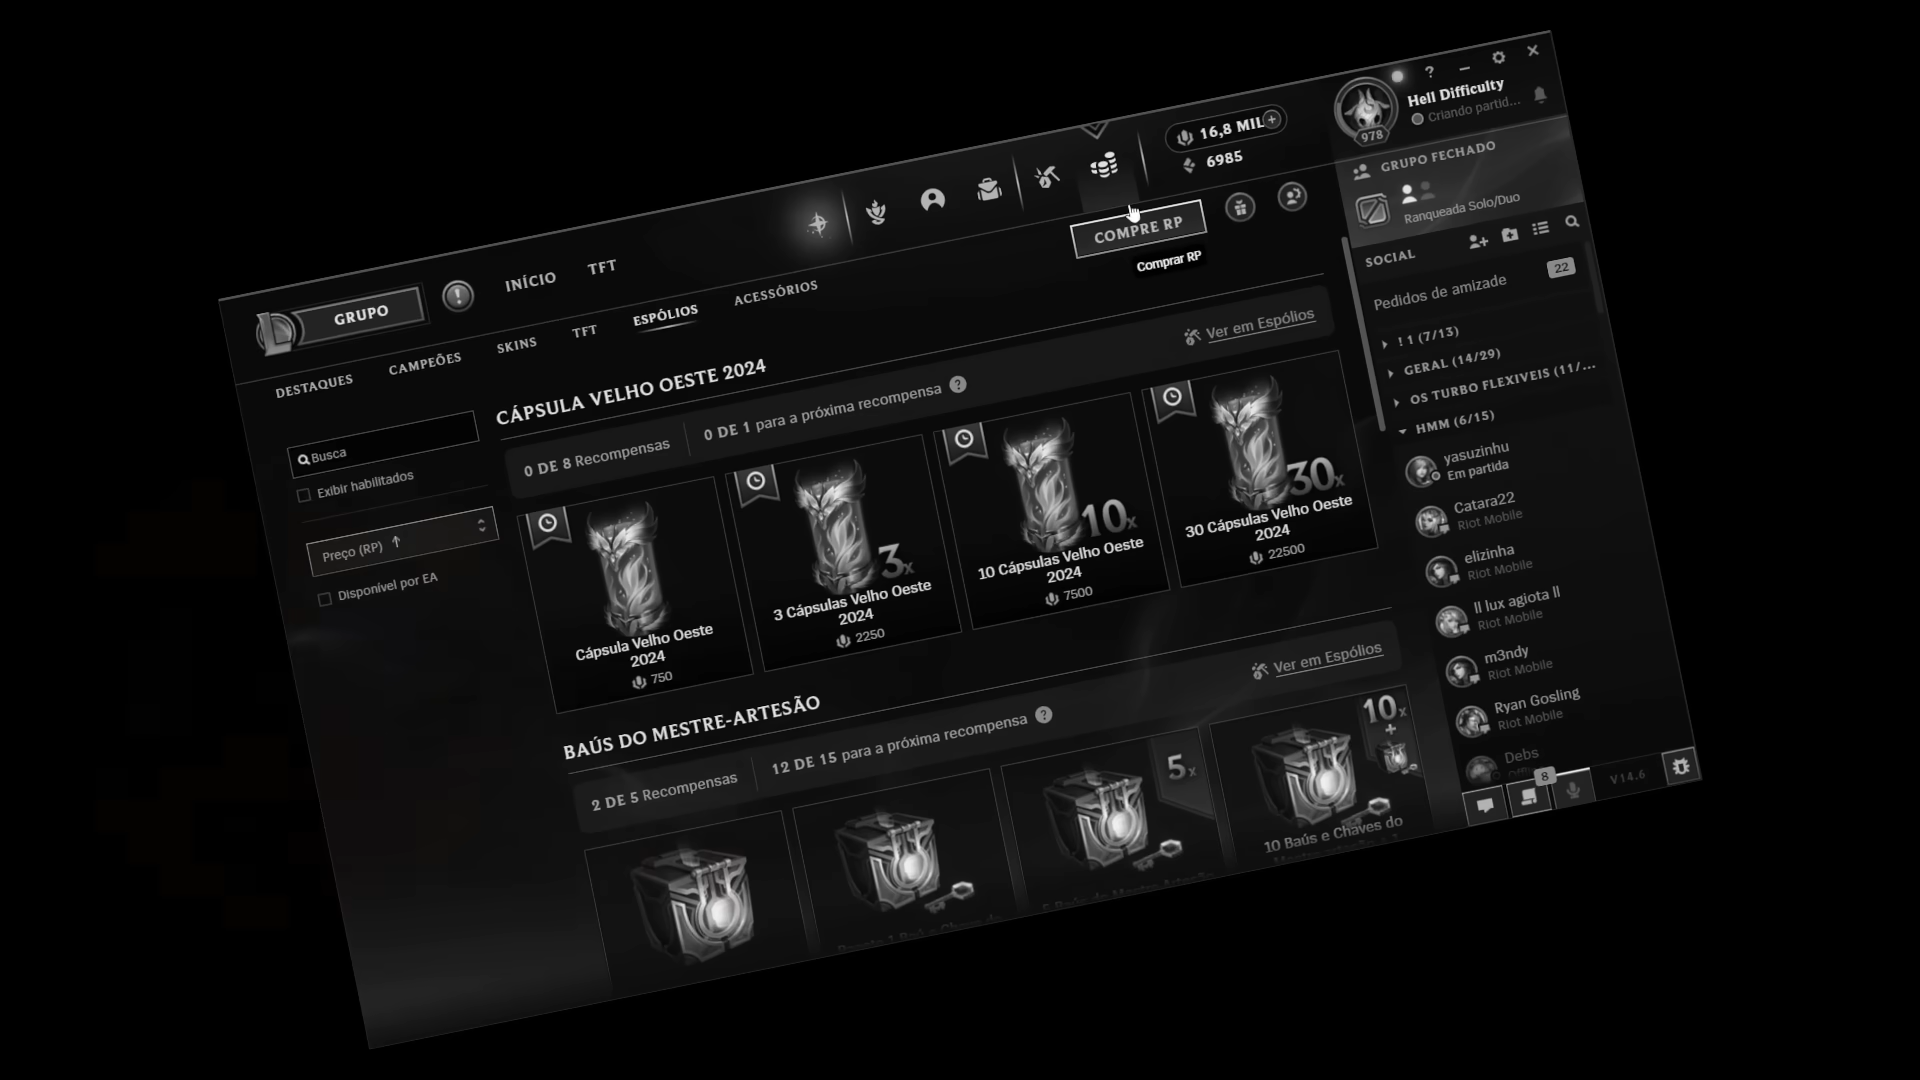 Hell Difficulty
Criando partid...
978
16,8 MIL
6985
GRUPO FECHADO
Ranqueada Solo/Duo
GRUPO
INÍCIO
TFT
COMPRE RP
Comprar RP
DESTAQUES
CAMPEÕES
SKINS
TFT
ESPÓLIOS
ACESSÓRIOS
Busca
Exibir habilitados
Preço (RP) ↑
Disponível por EA
CÁPSULA VELHO OESTE 2024
0 DE 8 Recompensas
0 DE 1 para a próxima recompensa ?
Ver em Espólios
Cápsula Velho Oeste
2024
750
3x
3 Cápsulas Velho Oeste
2024
2250
10x
10 Cápsulas Velho Oeste
2024
7500
30x
30 Cápsulas Velho Oeste
2024
22500
BAÚS DO MESTRE-ARTESÃO
2 DE 5 Recompensas
12 DE 15 para a próxima recompensa ?
Ver em Espólios
5x
10x
+
10 Baús e Chaves do
SOCIAL
Pedidos de amizade
22
! 1 (7/13)
GERAL (14/29)
OS TURBO FLEXIVEIS (11/...
HMM (6/15)
yasuzinhu
Em partida
Catara22
Riot Mobile
elizinha
Riot Mobile
ll lux agiota ll
Riot Mobile
m3ndy
Riot Mobile
Ryan Gosling
Riot Mobile
Debs
8
V14.6